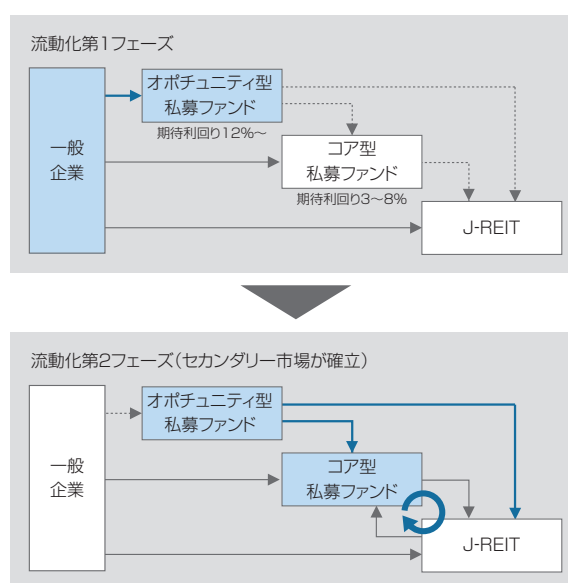 流動化第1フェーズ
オポチュニティ型
私募ファンド
期待利回り12%~
一般
企業
コア型
私募ファンド
期待利回り3~8%
J-REIT
流動化第2フェーズ(セカンダリー市場が確立)
オポチュニティ型
私募ファンド
一般
企業
コア型
私募ファンド
J-REIT